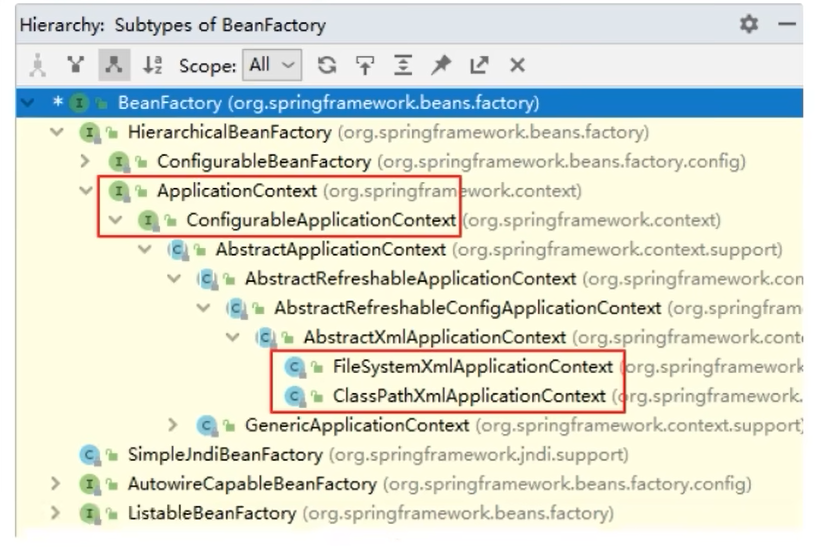 Hierarchy: Subtypes of BeanFactory
Scope: All
* BeanFactory (org.springframework.beans.factory)
HierarchicalBeanFactory (org.springframework.beans.factory)
ConfigurableBeanFactory (org.springframework.beans.factory.config)
ApplicationContext (org.springframework.context)
ConfigurableApplicationContext (org.springframework.context)
AbstractApplicationContext (org.springframework.context.support)
AbstractRefreshableApplicationContext (org.springframework.con
AbstractRefreshableConfigApplicationContext (org.springfram
AbstractXmlApplicationContext (org.springframework.cont
FileSystemXmlApplicationContext (org.springframework
ClassPathXmlApplicationContext (org.springframework.
GenericApplicationContext (org.springframework.context.support)
SimpleJndiBeanFactory (org.springframework.jndi.support)
AutowireCapableBeanFactory (org.springframework.beans.factory.config)
ListableBeanFactory (org.springframework.beans.factory)